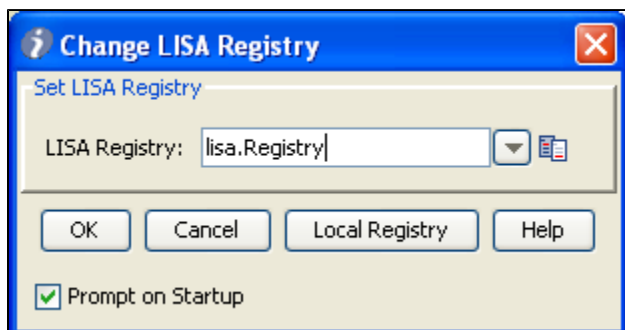 Change LISA Registry
Set LISA Registry
LISA Registry: lisa.Registry
OK Cancel Local Registry Help
Prompt on Startup